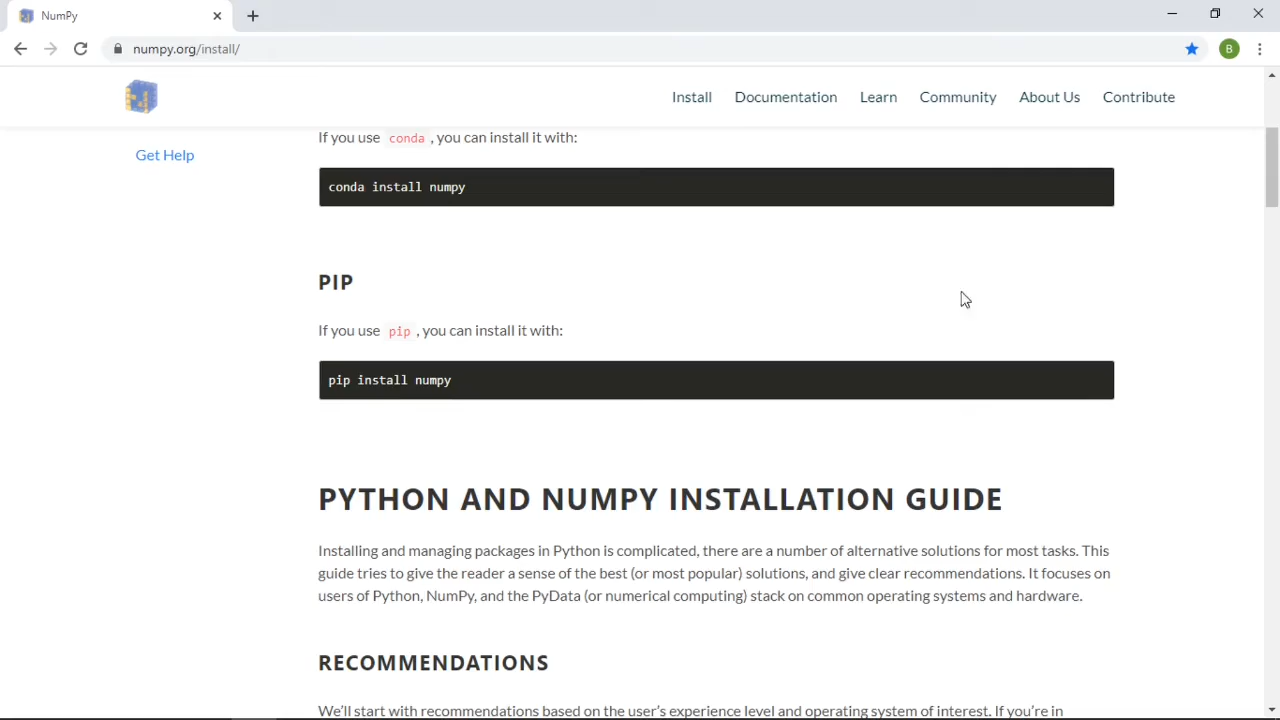 NumPy
numpy.org/install/
B
Install Documentation Learn Community About Us Contribute
Get Help
If you use conda , you can install it with:
conda install numpy
PIP
If you use pip , you can install it with:
pip install numpy
PYTHON AND NUMPY INSTALLATION GUIDE
Installing and managing packages in Python is complicated, there are a number of alternative solutions for most tasks. This
guide tries to give the reader a sense of the best (or most popular) solutions, and give clear recommendations. It focuses on
users of Python, NumPy, and the PyData (or numerical computing) stack on common operating systems and hardware.
RECOMMENDATIONS
We'll start with recommendations based on the user's experience level and operating system of interest. If you're in